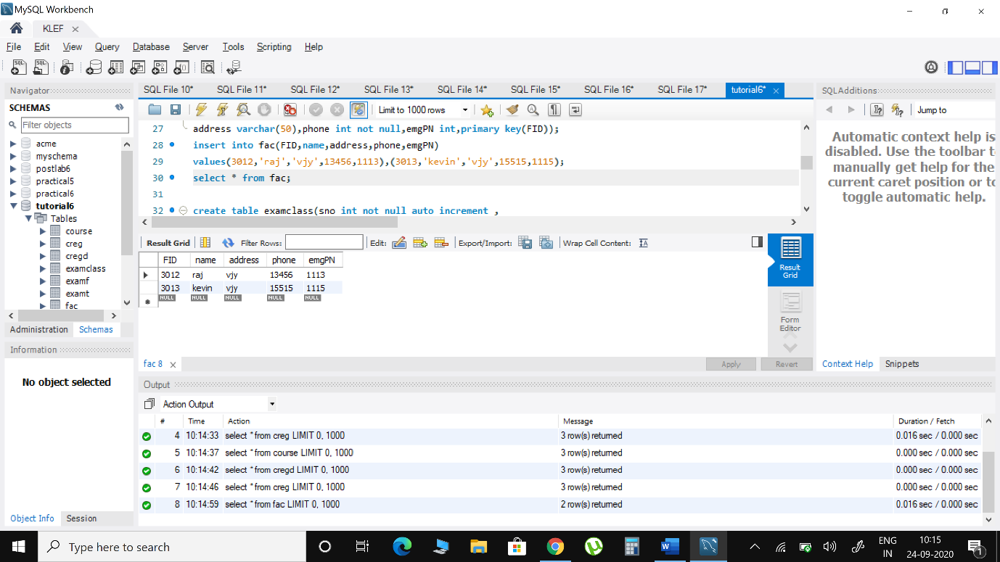 MySQL Workbench
KLEF
File Edit View Query Database Server Tools Scripting Help
Navigator
SCHEMAS
Filter objects
acme
myschema
postlab6
practical5
practical6
tutorial6
Tables
course
creg
cregd
examclass
examf
examt
fac
Administration Schemas
Information
No object selected
Object Info Session
SQL File 10* SQL File 11* SQL File 12* SQL File 13* SQL File 14* SQL File 15* SQL File 16* SQL File 17* tutorial6*
Limit to 1000 rows
27 address varchar(50),phone int not null,emgPN int,primary key(FID));
28 insert into fac(FID,name,address,phone,emgPN)
29 values(3012,'raj','vjy',13456,1113),(3013,'kevin','vjy',15515,1115);
30 select * from fac;
31
32 create table examclass(sno int not null auto increment ,
Result Grid Filter Rows: Edit: Export/Import: Wrap Cell Content:
FID name address phone emgPN
3012 raj vjy 13456 1113
3013 kevin vjy 15515 1115
NULL NULL NULL NULL NULL
Result
Grid
Form
Editor
fac 8
Apply Revert
Output
Action Output
# Time Action Message Duration / Fetch
4 10:14:33 select * from creg LIMIT 0, 1000 3 row(s) returned 0.016 sec / 0.000 sec
5 10:14:37 select * from course LIMIT 0, 1000 3 row(s) returned 0.000 sec / 0.000 sec
6 10:14:42 select * from cregd LIMIT 0, 1000 3 row(s) returned 0.000 sec / 0.000 sec
7 10:14:46 select * from creg LIMIT 0, 1000 3 row(s) returned 0.000 sec / 0.000 sec
8 10:14:59 select * from fac LIMIT 0, 1000 2 row(s) returned 0.016 sec / 0.000 sec
SQLAdditions
Jump to
Automatic context help is
disabled. Use the toolbar t
manually get help for the
current caret position or to
toggle automatic help.
Context Help Snippets
Type here to search
ENG
IN
10:15
24-09-2020
1